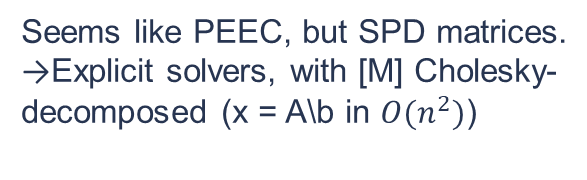 Seems like PEEC, but SPD matrices.
→Explicit solvers, with [M] Cholesky-
decomposed (x = A\b in 𝑂(𝑛²))